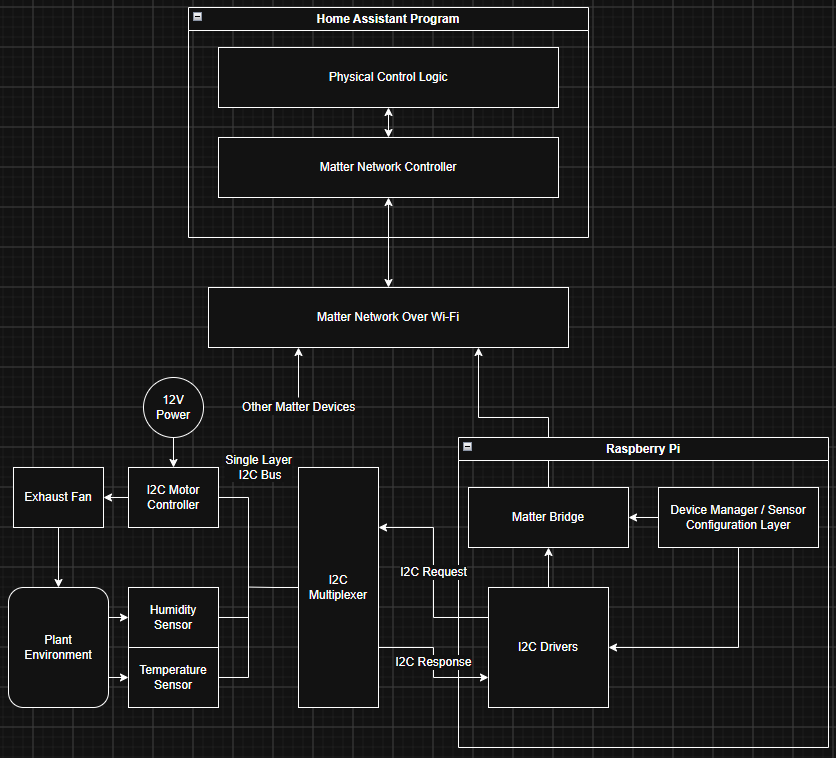 Home Assistant Program
Physical Control Logic
Matter Network Controller
Matter Network Over Wi-Fi
12V
Power
Other Matter Devices
Single Layer
I2C Bus
Raspberry Pi
Exhaust Fan
I2C Motor
Controller
Matter Bridge
Device Manager / Sensor
Configuration Layer
I2C
Multiplexer
I2C Request
Humidity
Sensor
Plant
Environment
I2C Drivers
I2C Response
Temperature
Sensor